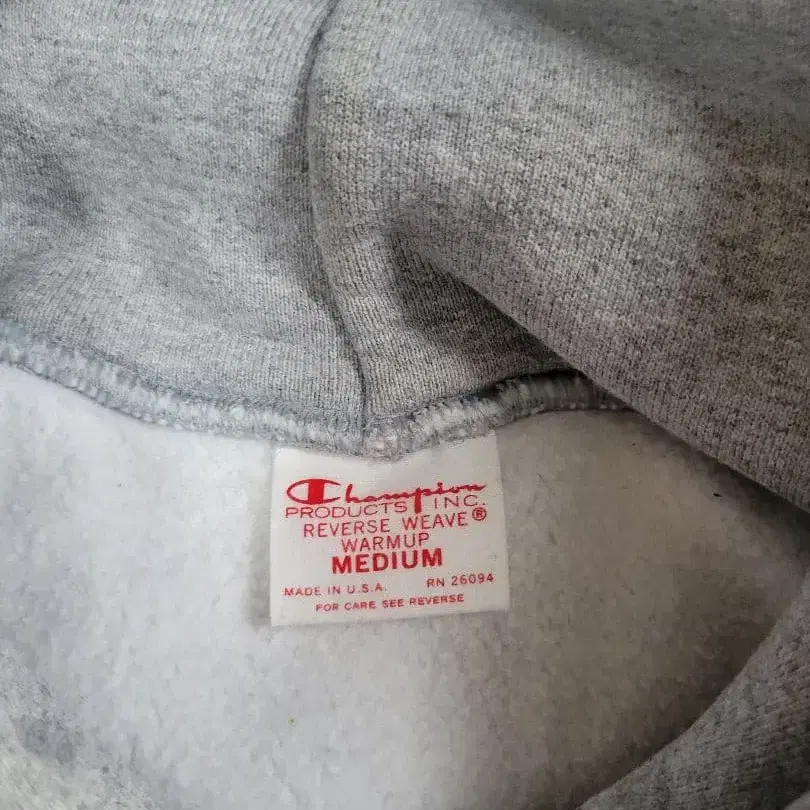 Champion
PRODUCTS INC.
REVERSE WEAVE®
WARMUP
MEDIUM
MADE IN U.S.A. RN 26094
FOR CARE SEE REVERSE